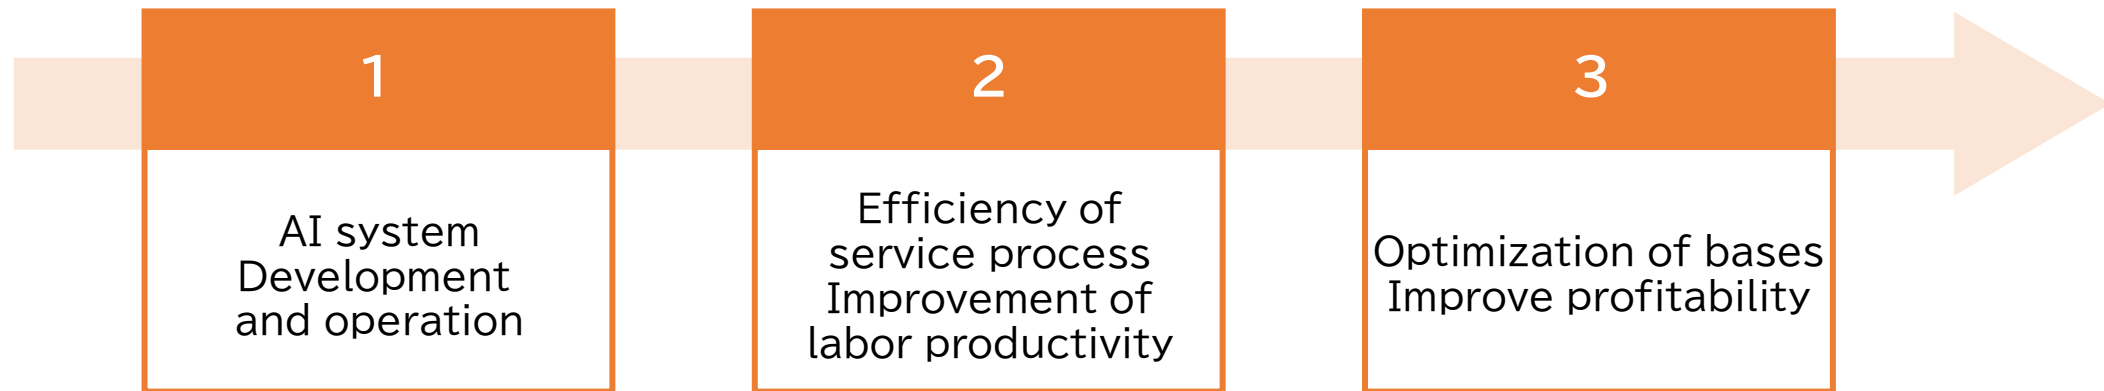 1
AI system
Development
and operation
2
Efficiency of
service process
Improvement of
labor productivity
3
Optimization of bases
Improve profitability